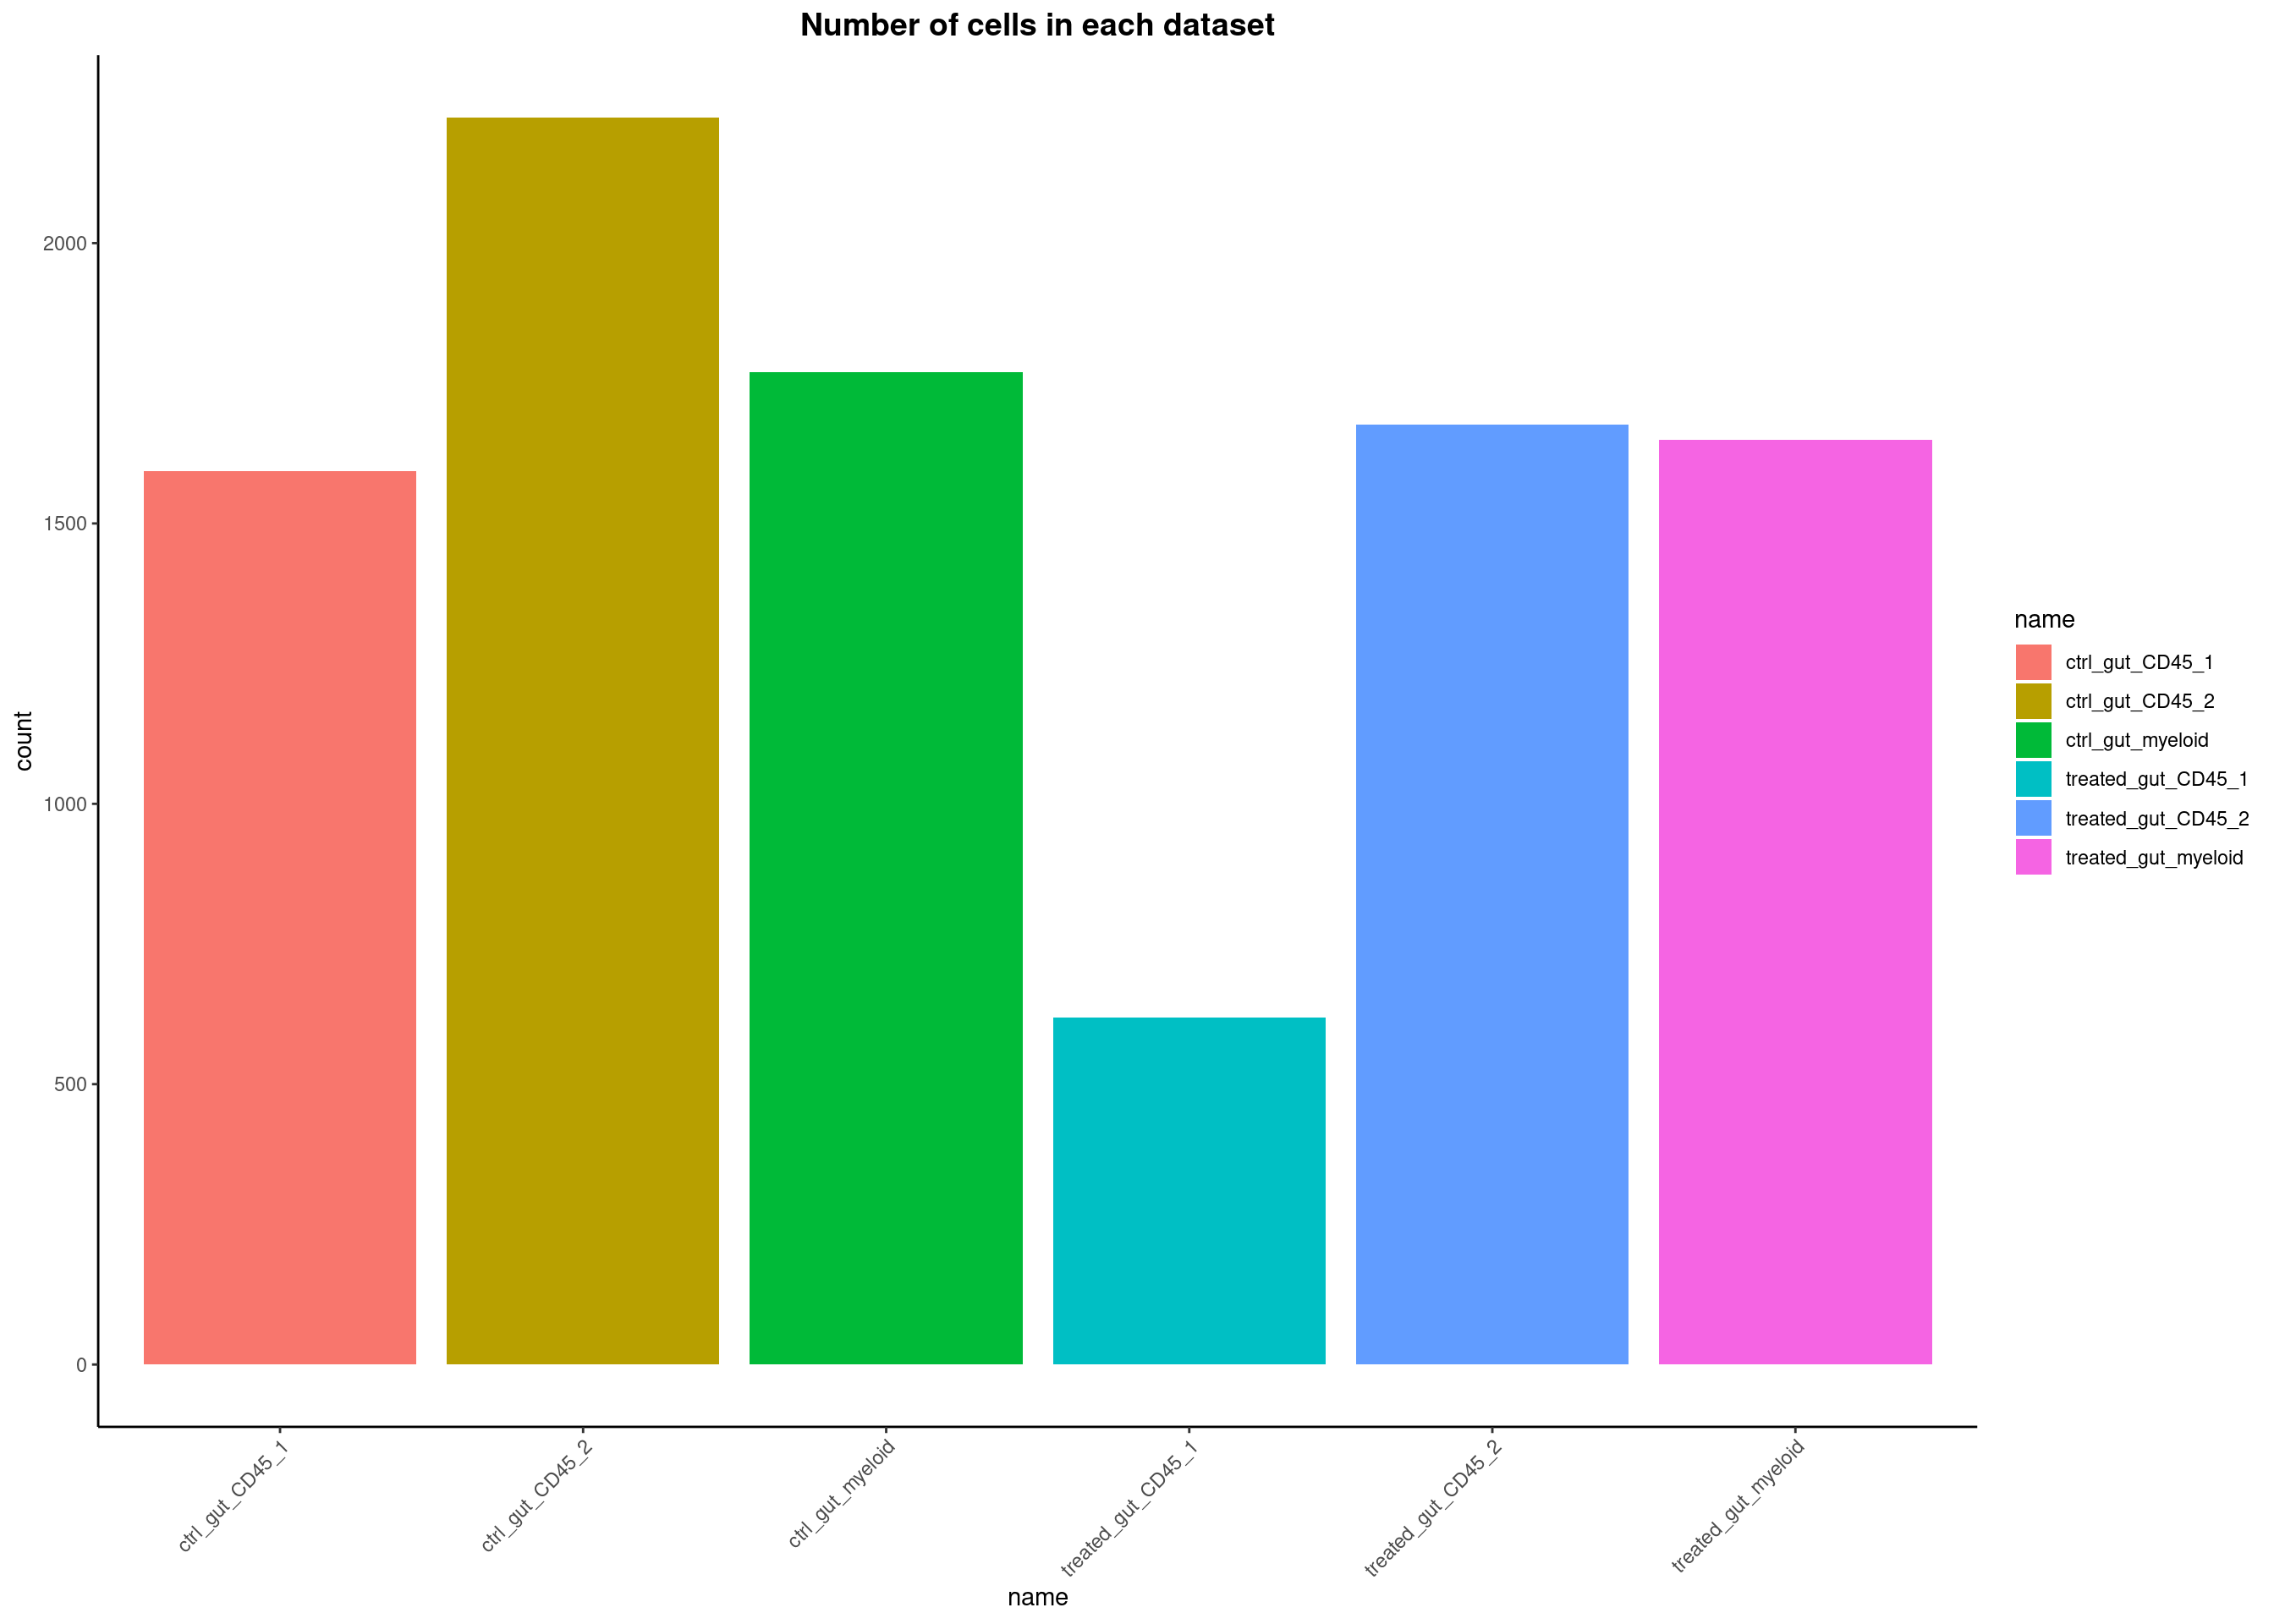 Number of cells in each dataset
count
2000
1500
1000
500
0
ctrl_gut_CD45_1
ctrl_gut_CD45_2
ctrl_gut_myeloid
treated_gut_CD45_1
treated_gut_CD45_2
treated_gut_myeloid
name
name
ctrl_gut_CD45_1
ctrl_gut_CD45_2
ctrl_gut_myeloid
treated_gut_CD45_1
treated_gut_CD45_2
treated_gut_myeloid